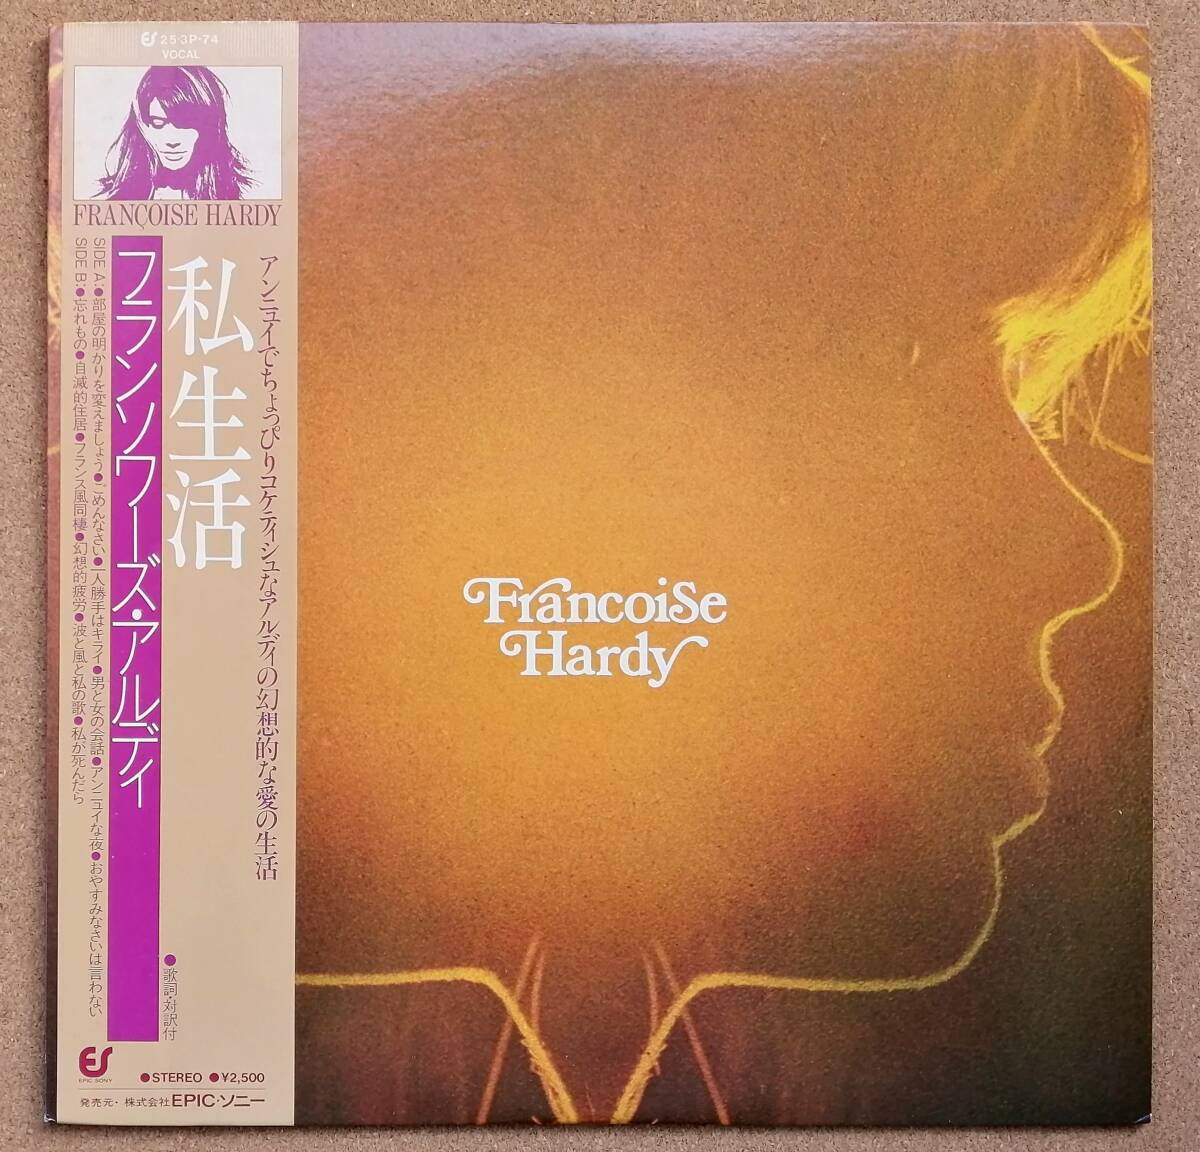 ES 25·3P-74
VOCAL
FRANÇOISE HARDY
アンニュイでちょっぴりコケティシュなアルディの幻想的な愛の生活
私生活
●歌詞・対訳付
フランソワーズ・アルディ
SIDE A:●部屋の明かりを変えましょう●ごめんなさい●一人勝手はキライ●男と女の会話●アンニュイな夜●おやすみなさいは言わない
SIDE B:●忘れもの●自滅的住居●フランス風同棲●幻想的疲労●波と風と私の歌●私が死んだら
ES
EPIC SONY
●STEREO ●¥2,500
発売元・株式会社EPIC・ソニー
Francoise
Hardy